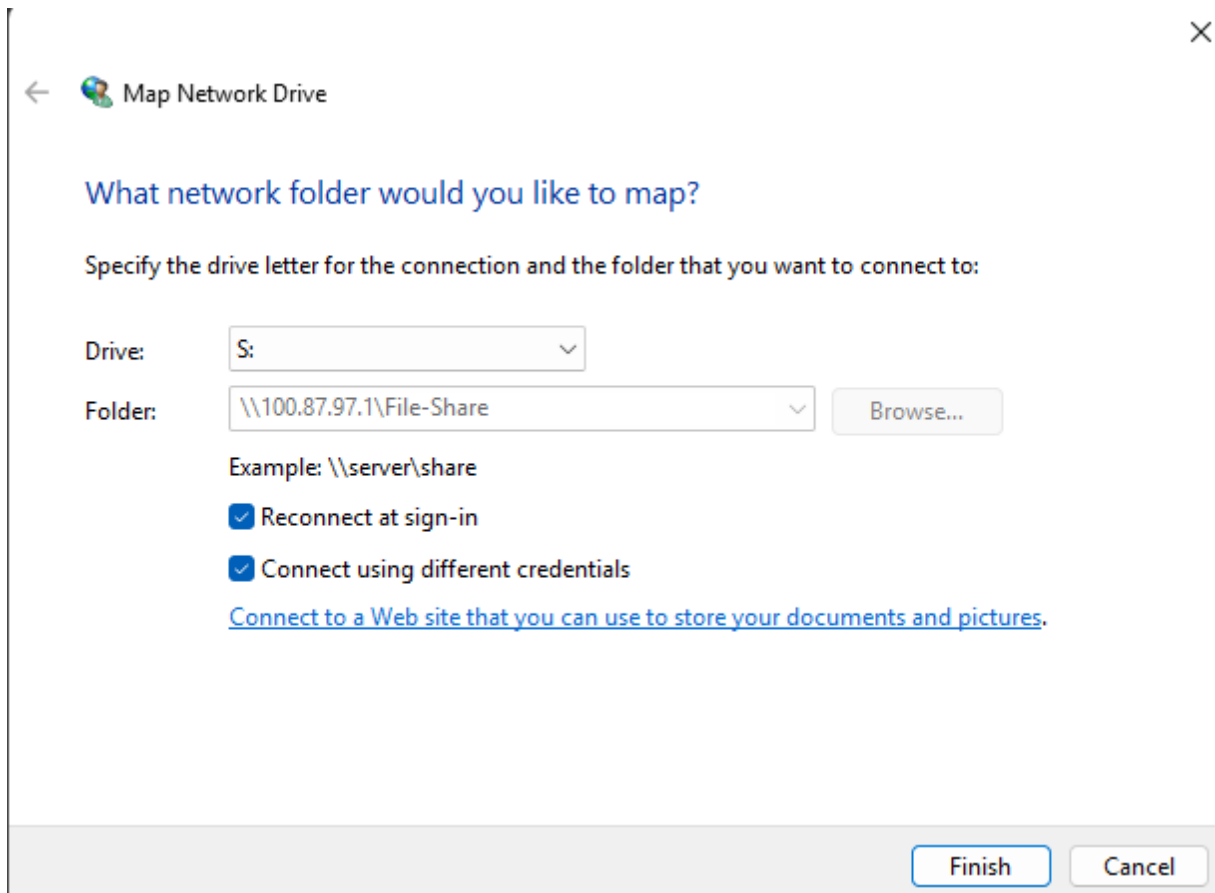 Map Network Drive
What network folder would you like to map?
Specify the drive letter for the connection and the folder that you want to connect to:
Drive: S:
Folder: \\100.87.97.1\File-Share Browse...
Example: \\server\share
Reconnect at sign-in
Connect using different credentials
Connect to a Web site that you can use to store your documents and pictures.
Finish Cancel